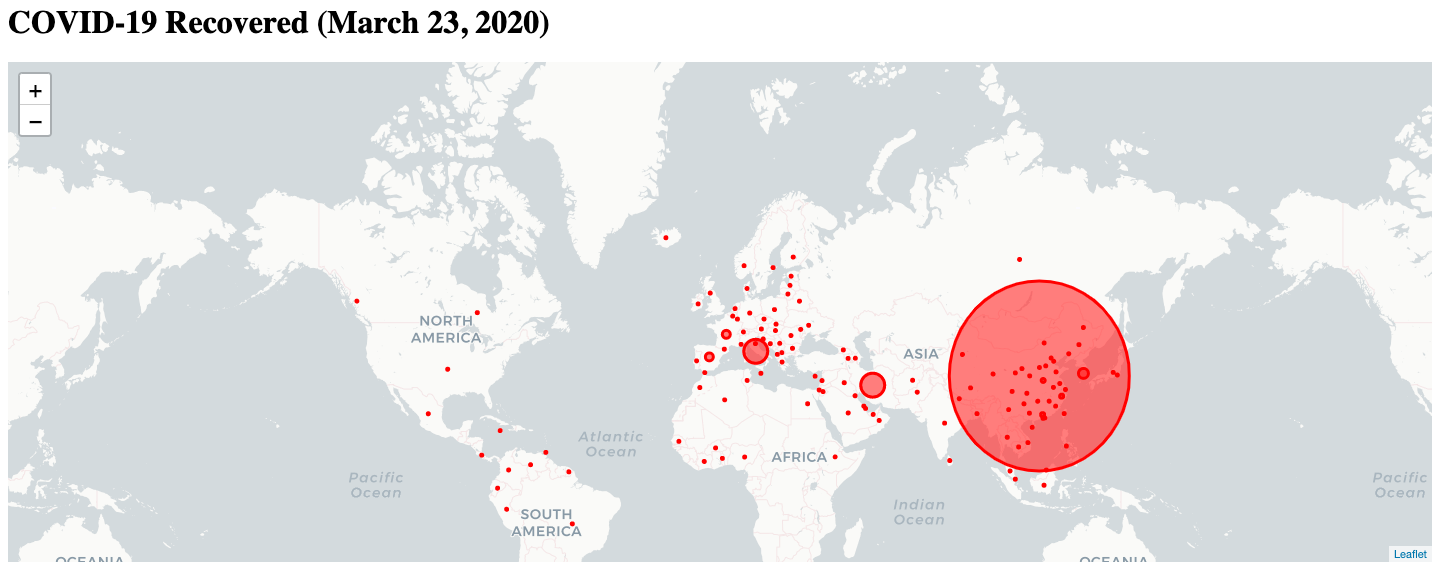 COVID-19 Recovered (March 23, 2020)
+
−
NORTH
AMERICA
ASIA
Atlantic
Ocean
AFRICA
Pacific
Ocean
Pacific
Ocean
Indian
Ocean
SOUTH
AMERICA
OCEANIA
OCEANIA
Leaflet